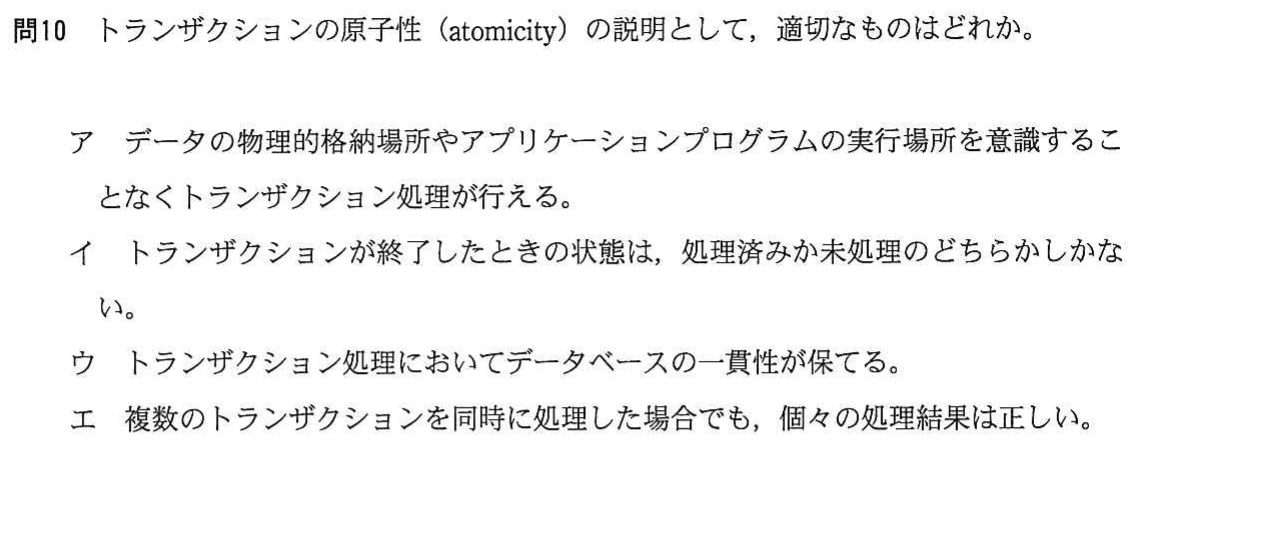 問10　トランザクションの原子性（atomicity）の説明として，適切なものはどれか。
ア　データの物理的格納場所やアプリケーションプログラムの実行場所を意識するこ
となくトランザクション処理が行える。
イ　トランザクションが終了したときの状態は，処理済みか未処理のどちらかしかな
い。
ウ　トランザクション処理においてデータベースの一貫性が保てる。
エ　複数のトランザクションを同時に処理した場合でも，個々の処理結果は正しい。